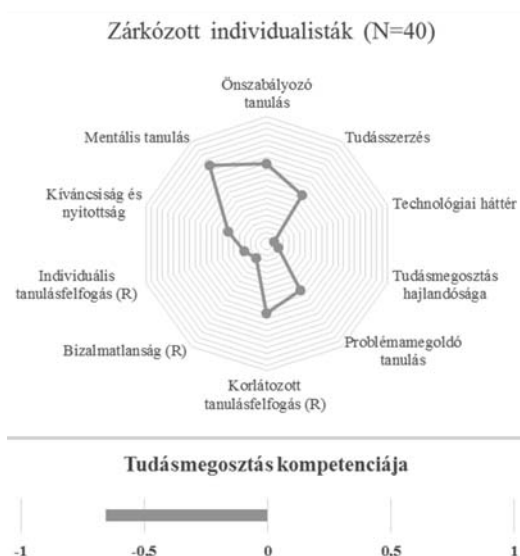 Zárkózott individualisták (N=40)
Önszabályozó
tanulás
Mentális tanulás
Tudásszerzés
Kíváncsiság és
nyitottság
Technológiai háttér
Individuális
tanulásfelfogás (R)
Tudásmegosztás
hajlandósága
Bizalmatlanság (R)
Problémamegoldó
tanulás
Korlátozott
tanulásfelfogás (R)
Tudásmegosztás kompetenciája
-1 -0.5 0 0.5 1